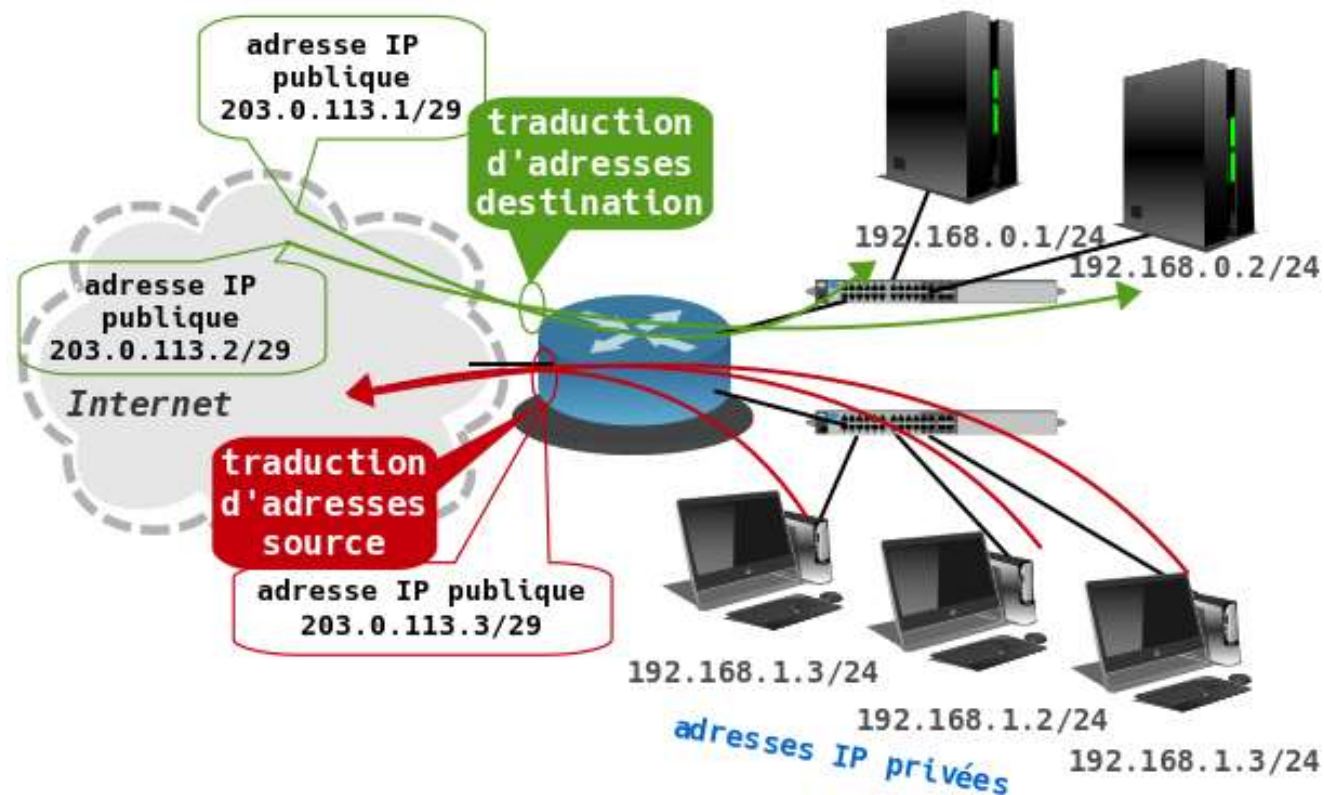 adresse IP
publique
203.0.113.1/29
traduction
d'adresses
destination
192.168.0.1/24
192.168.0.2/24
adresse IP
publique
203.0.113.2/29
Internet
traduction
d'adresses
source
adresse IP publique
203.0.113.3/29
192.168.1.3/24
192.168.1.2/24
192.168.1.3/24
adresses IP privées